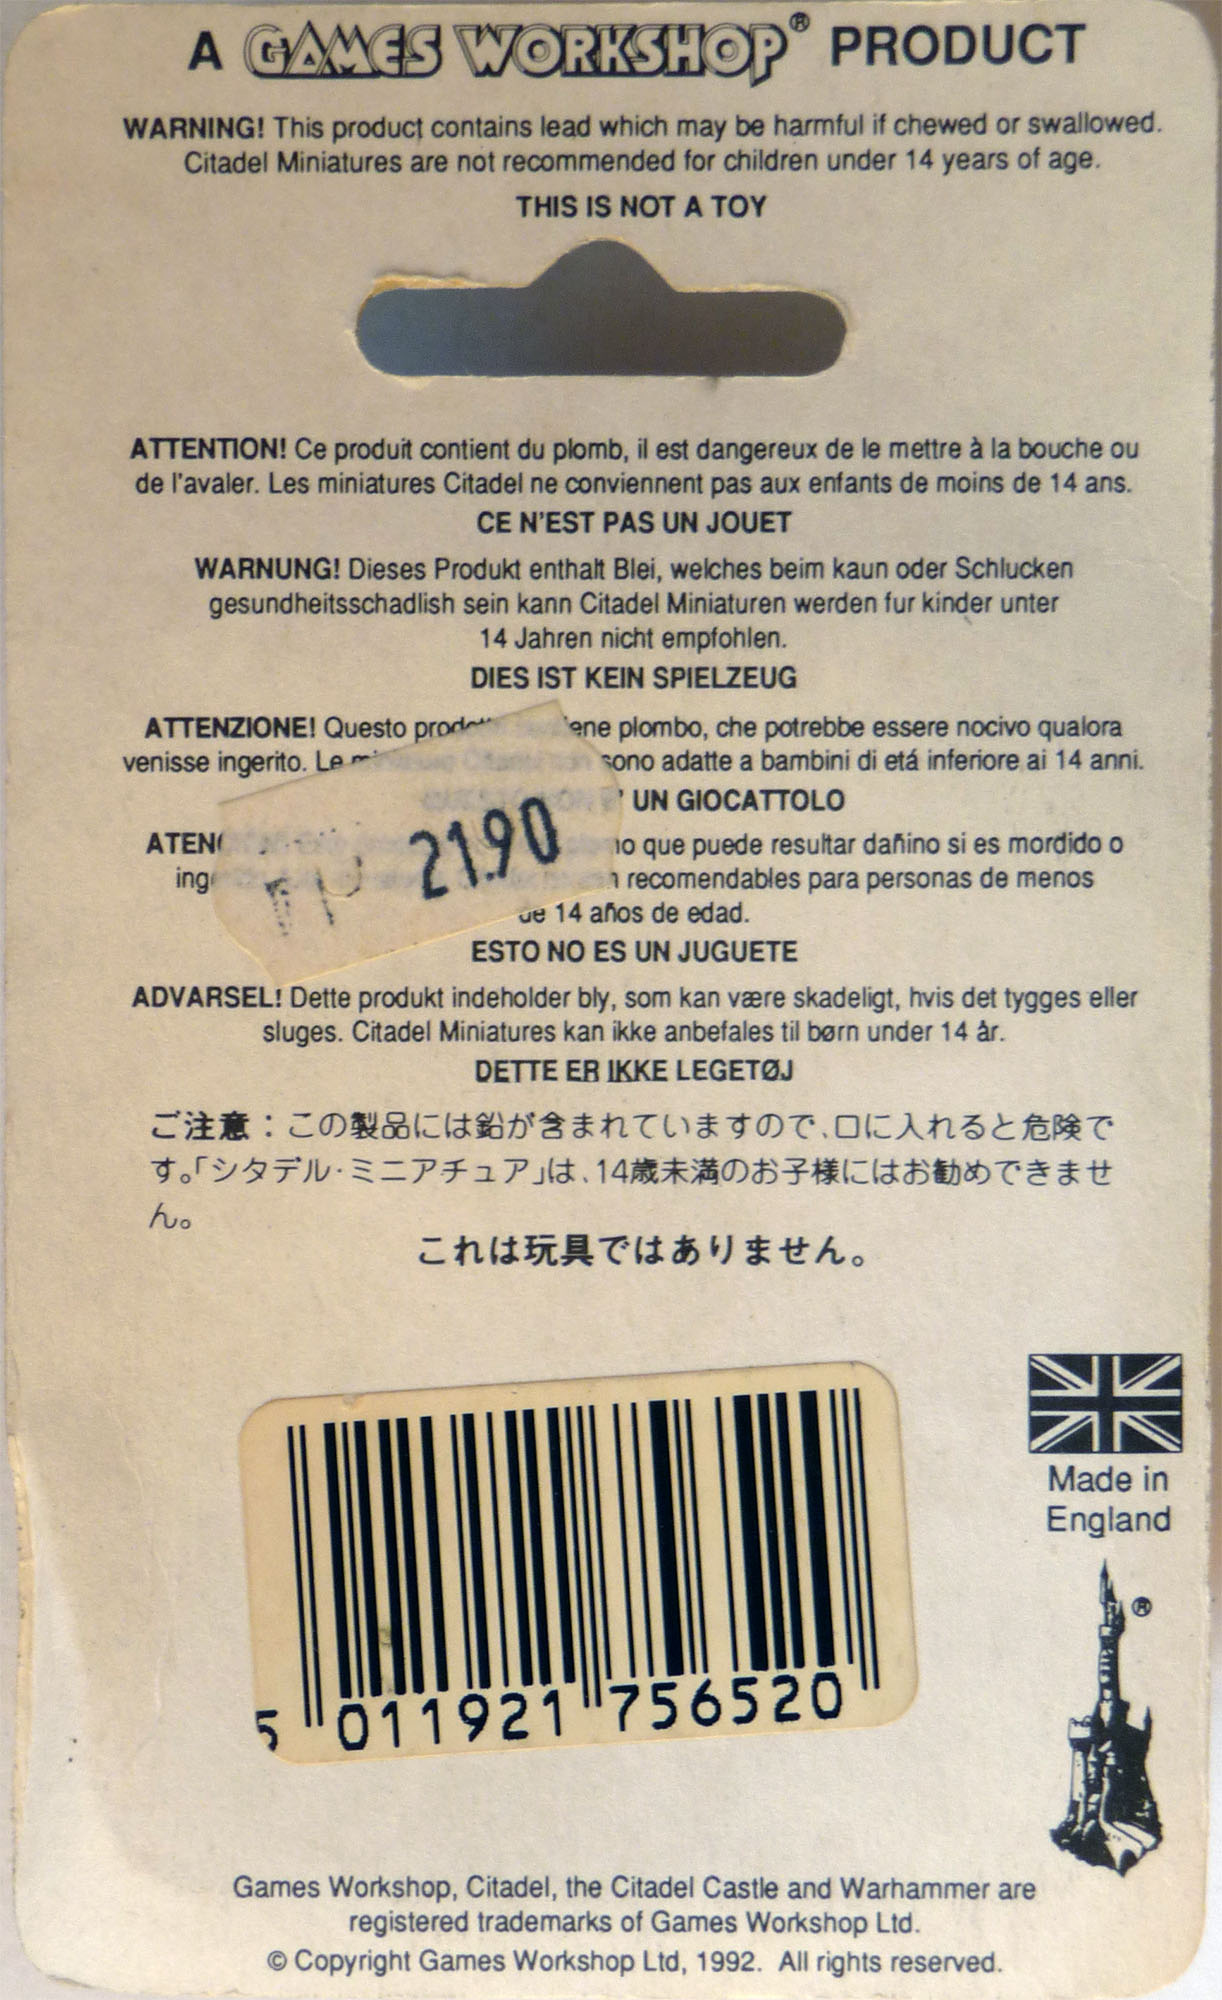 A GAMES WORKSHOP® PRODUCT
WARNING! This product contains lead which may be harmful if chewed or swallowed.
Citadel Miniatures are not recommended for children under 14 years of age.
THIS IS NOT A TOY
ATTENTION! Ce produit contient du plomb, il est dangereux de le mettre à la bouche ou
de l'avaler. Les miniatures Citadel ne conviennent pas aux enfants de moins de 14 ans.
CE N'EST PAS UN JOUET
WARNUNG! Dieses Produkt enthalt Blei, welches beim kaun oder Schlucken
gesundheitsschadlish sein kann Citadel Miniaturen werden fur kinder unter
14 Jahren nicht empfohlen.
DIES IST KEIN SPIELZEUG
ATTENZIONE! Questo plombo, che potrebbe essere nocivo qualora
venisse ingerito. Le sono adatte a bambini di etá inferiore ai 14 anni.
UN GIOCATTOLO
21.90
que puede resultar dañino si es mordido o
recomendables para personas de menos
de 14 años de edad.
ESTO NO ES UN JUGUETE
ADVARSEL! Dette produkt indeholder bly, som kan være skadeligt, hvis det tygges eller
sluges. Citadel Miniatures kan ikke anbefales til børn under 14 år.
DETTE ER IKKE LEGETØJ
ご注意：この製品には鉛が含まれていますので、口に入れると危険で
す。「シタデル・ミニアチュア」は、14歳未満のお子様にはお勧めできませ
ん。
これは玩具ではありません。
Made in
England
®
5 011921 756520
Games Workshop, Citadel, the Citadel Castle and Warhammer are
registered trademarks of Games Workshop Ltd.
© Copyright Games Workshop Ltd, 1992. All rights reserved.